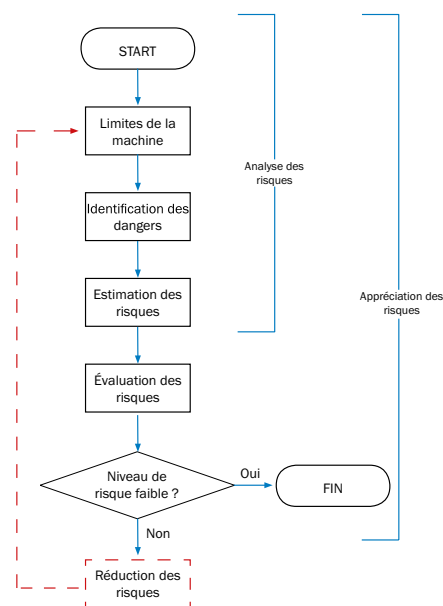 START
Limites de la
machine
Analyse des
risques
Identification des
dangers
Estimation des
risques
Appréciation des
risques
Évaluation des
risques
Niveau de
risque faible ?
Oui
FIN
Non
Réduction des
risques